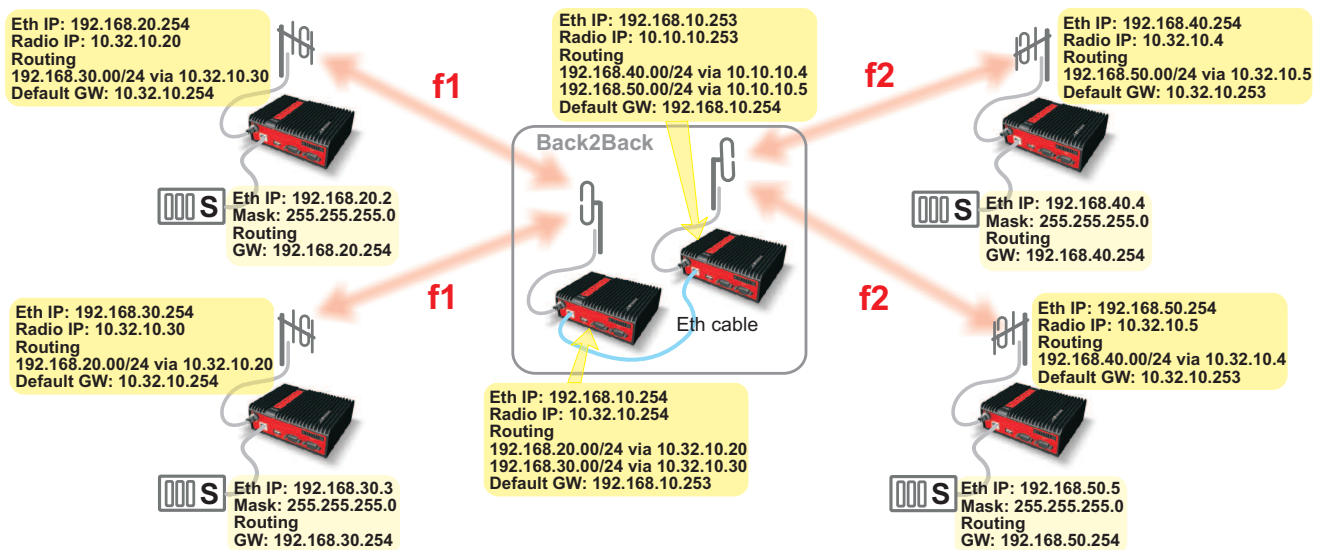 Eth IP: 192.168.20.254
Radio IP: 10.32.10.20
Routing
192.168.30.00/24 via 10.32.10.30
Default GW: 10.32.10.254
f1
Eth IP: 192.168.10.253
Radio IP: 10.10.10.253
Routing
192.168.40.00/24 via 10.10.10.4
192.168.50.00/24 via 10.10.10.5
Default GW: 192.168.10.254
f2
Eth IP: 192.168.40.254
Radio IP: 10.32.10.4
Routing
192.168.50.00/24 via 10.32.10.5
Default GW: 10.32.10.253
Back2Back
S
Eth IP: 192.168.20.2
Mask: 255.255.255.0
Routing
GW: 192.168.20.254
S
Eth IP: 192.168.40.4
Mask: 255.255.255.0
Routing
GW: 192.168.40.254
f1
f2
Eth cable
Eth IP: 192.168.30.254
Radio IP: 10.32.10.30
Routing
192.168.20.00/24 via 10.32.10.20
Default GW: 10.32.10.254
Eth IP: 192.168.50.254
Radio IP: 10.32.10.5
Routing
192.168.40.00/24 via 10.32.10.4
Default GW: 10.32.10.253
Eth IP: 192.168.10.254
Radio IP: 10.32.10.254
Routing
192.168.20.00/24 via 10.32.10.20
192.168.30.00/24 via 10.32.10.30
Default GW: 192.168.10.253
S
Eth IP: 192.168.30.3
Mask: 255.255.255.0
Routing
GW: 192.168.30.254
S
Eth IP: 192.168.50.5
Mask: 255.255.255.0
Routing
GW: 192.168.50.254